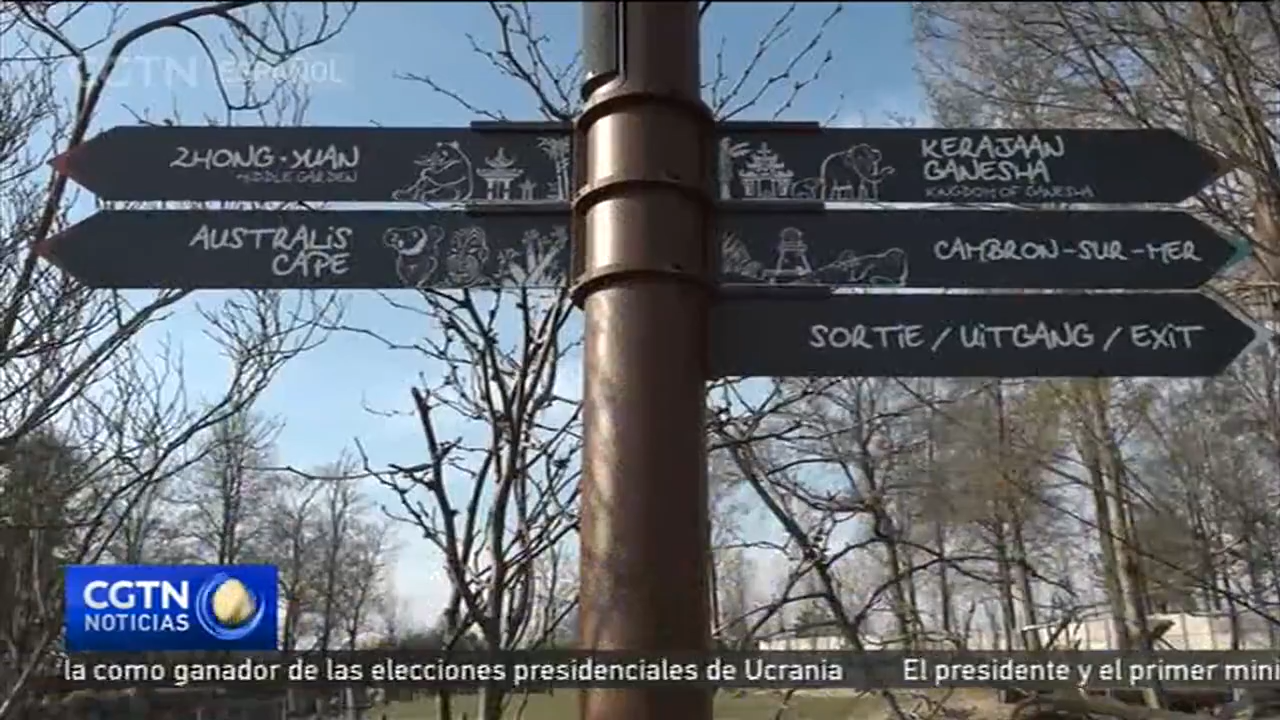 CGTN ESPAÑOL
ZHONG·YUAN
MIDDLE GARDEN
KERAJAAN
GANESHA
KINGDOM OF GANESHA
AUSTRALIS
CAPE
CAMBRON-SUR-MER
SORTIE / UITGANG / EXIT
CGTN
NOTICIAS
la como ganador de las elecciones presidenciales de Ucrania El presidente y el primer mini